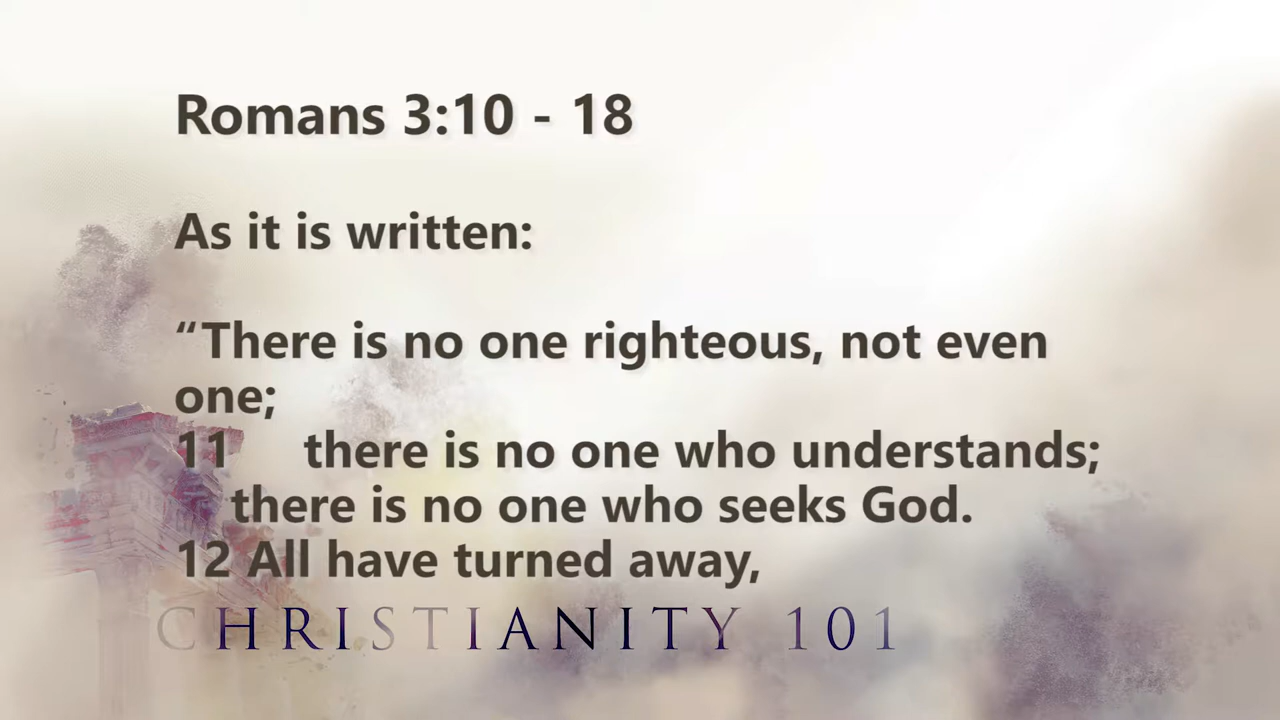 Romans 3:10 - 18
As it is written:
“There is no one righteous, not even
one;
11 there is no one who understands;
there is no one who seeks God.
12 All have turned away,
CHRISTIANITY 101